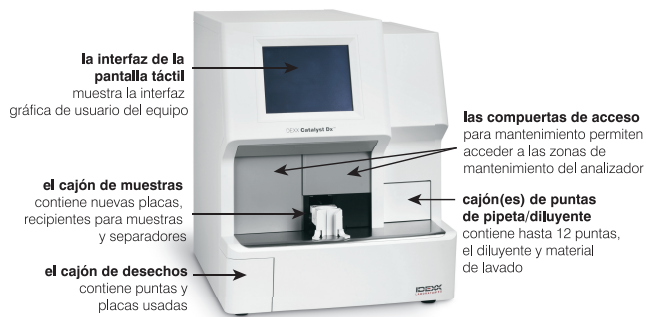 la interfaz de la
pantalla táctil
muestra la interfaz
gráfica de usuario del equipo
el cajón de muestras
contiene nuevas placas,
recipientes para muestras
y separadores
el cajón de desechos
contiene puntas y
placas usadas
IDEXX Catalyst Dx™
las compuertas de acceso
para mantenimiento permiten
acceder a las zonas de
mantenimiento del analizador
cajón(es) de puntas
de pipeta/diluyente
contiene hasta 12 puntas,
el diluyente y material
de lavado
IDEXX
LABORATORIES